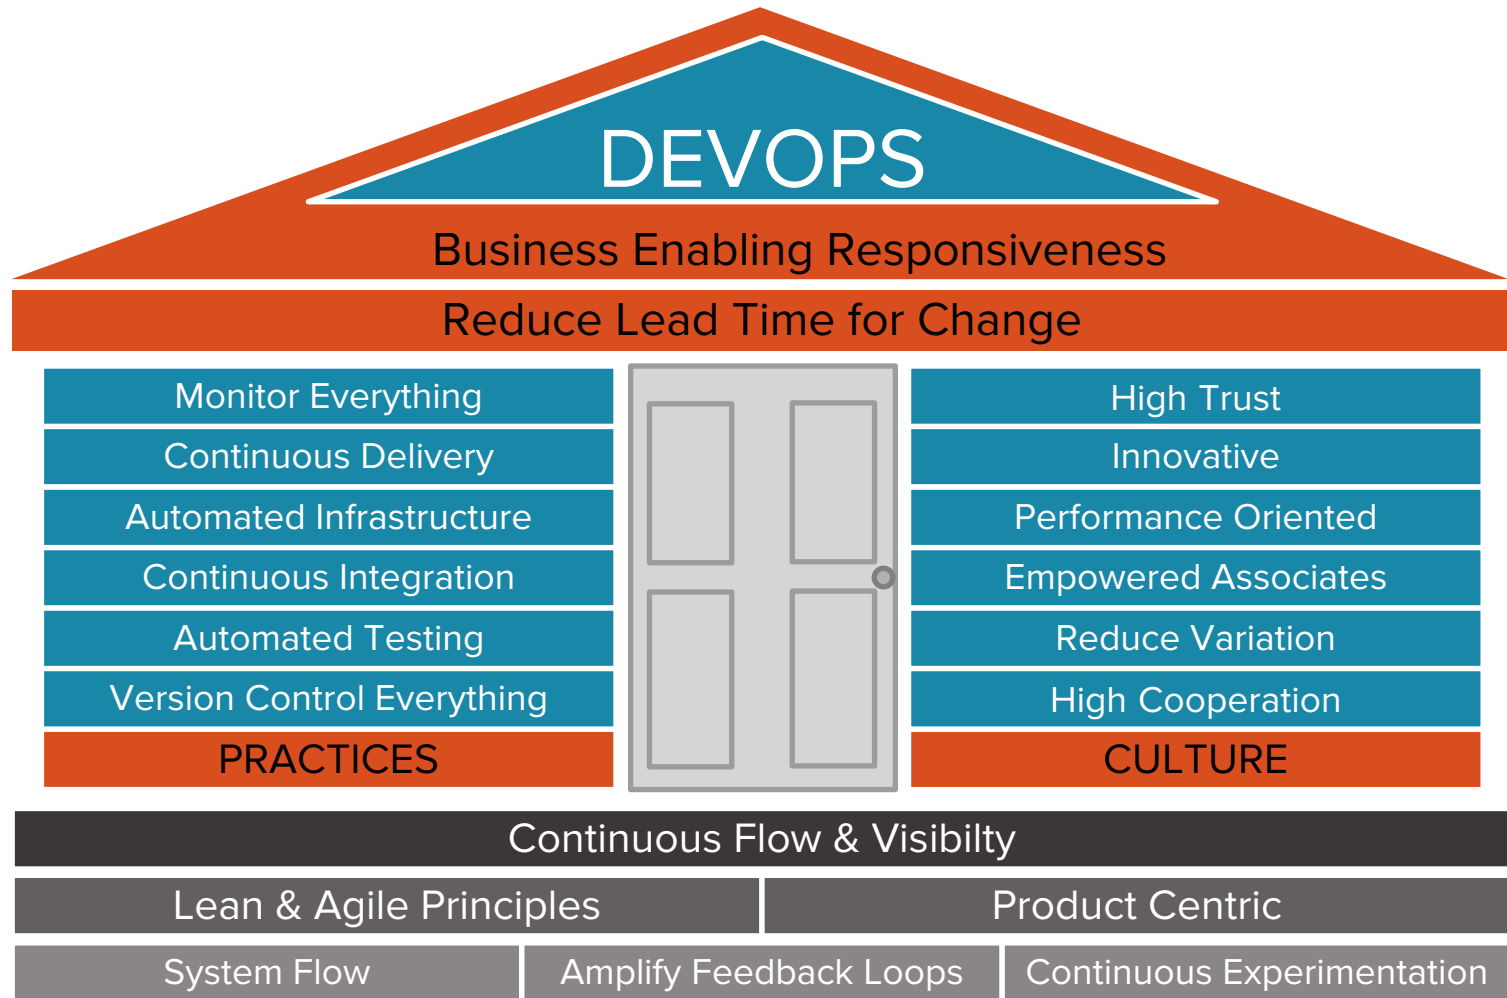 DEVOPS
Business Enabling Responsiveness
Reduce Lead Time for Change
Monitor Everything
Continuous Delivery
Automated Infrastructure
Continuous Integration
Automated Testing
Version Control Everything
PRACTICES
High Trust
Innovative
Performance Oriented
Empowered Associates
Reduce Variation
High Cooperation
CULTURE
Continuous Flow & Visibilty
Lean & Agile Principles
Product Centric
System Flow
Amplify Feedback Loops
Continuous Experimentation